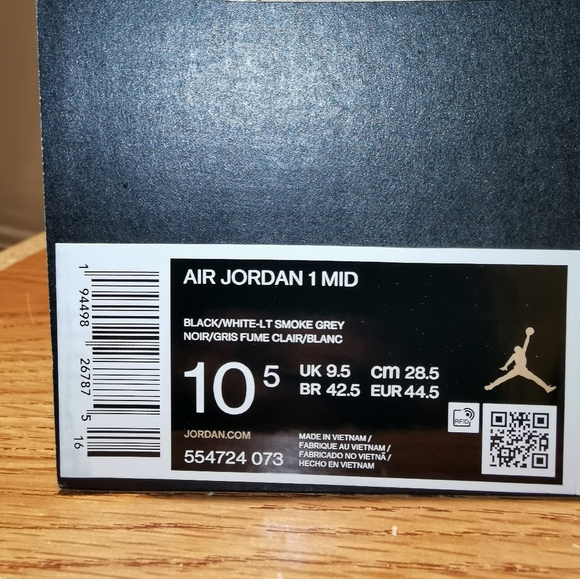 AIR JORDAN 1 MID
BLACK/WHITE-LT SMOKE GREY
NOIR/GRIS FUME CLAIR/BLANC
10 5
UK 9.5 cm 28.5
BR 42.5 EUR 44.5
JORDAN.COM
554724 073
MADE IN VIETNAM /
FABRIQUE AU VIETNAM /
FABRICADO NO VIETNÃ /
HECHO EN VIETNAM
RFID
1 94498 26787 5
16